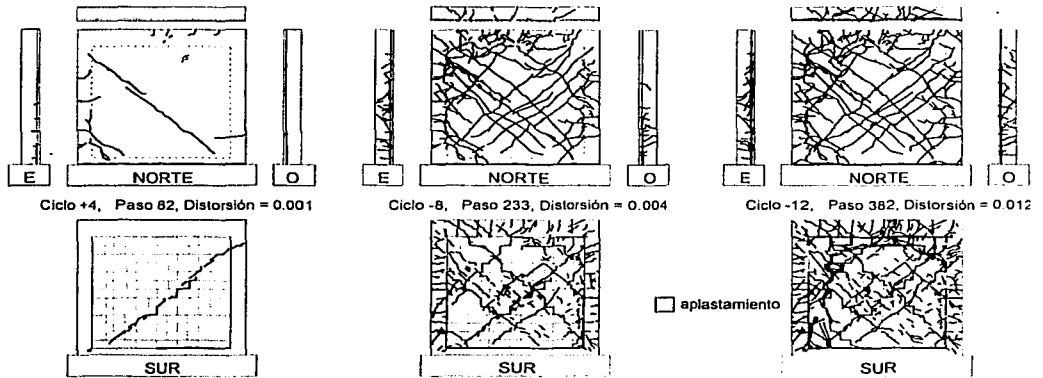 E NORTE O E NORTE O E NORTE O
Ciclo +4, Paso 82, Distorsión = 0.001 Ciclo -8, Paso 233, Distorsión = 0.004 Ciclo -12, Paso 382, Distorsión = 0.012
aplastamiento
SUR SUR SUR